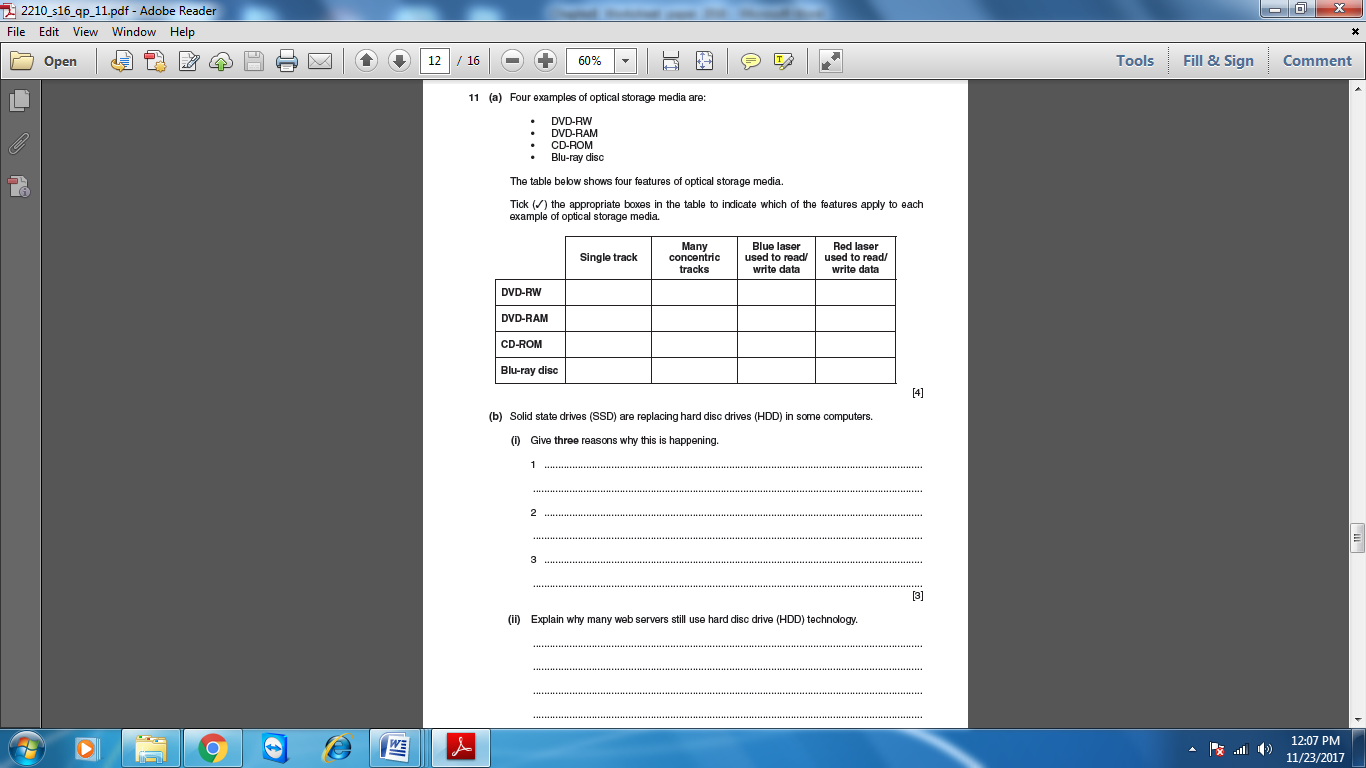 2210_s16_qp_11.pdf - Adobe Reader
File Edit View Window Help
Open 12 / 16 60% Tools Fill & Sign Comment
11 (a) Four examples of optical storage media are:
• DVD-RW
• DVD-RAM
• CD-ROM
• Blu-ray disc
The table below shows four features of optical storage media.
Tick (✓) the appropriate boxes in the table to indicate which of the features apply to each
example of optical storage media.
Single track
Many
concentric
tracks
Blue laser
used to read/
write data
Red laser
used to read/
write data
DVD-RW
DVD-RAM
CD-ROM
Blu-ray disc
[4]
(b) Solid state drives (SSD) are replacing hard disc drives (HDD) in some computers.
(i) Give three reasons why this is happening.
1
2
3
[3]
(ii) Explain why many web servers still use hard disc drive (HDD) technology.
12:07 PM
11/23/2017